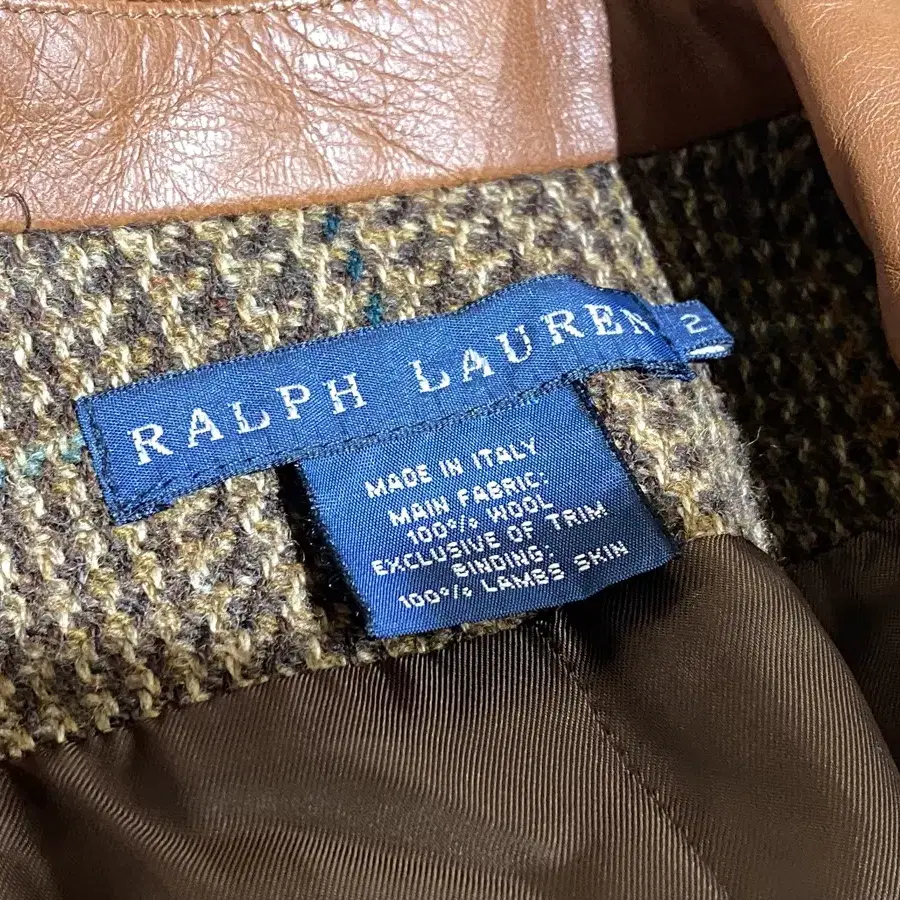 RALPH LAUREN
2
MADE IN ITALY
MAIN FABRIC:
100% WOOL
EXCLUSIVE OF TRIM
BINDING:
100% LAMBS SKIN